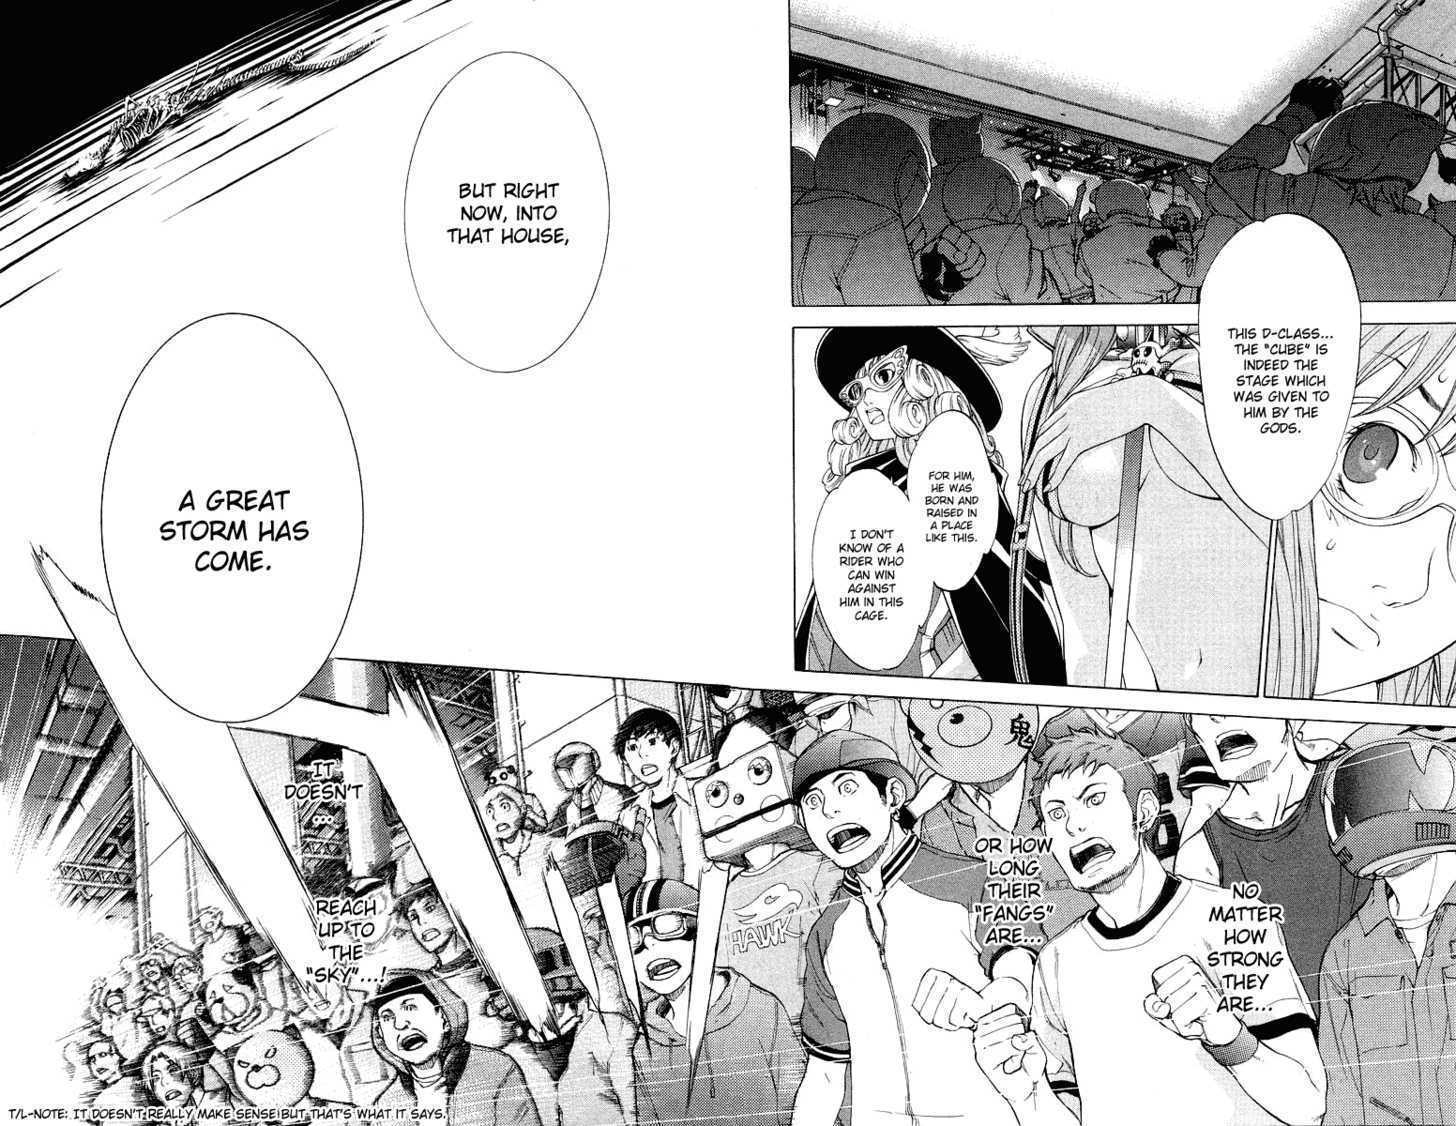 THIS D-CLASS...
THE "CUBE" IS
INDEED THE
STAGE WHICH
WAS GIVEN TO
HIM BY THE
GODS.
FOR HIM,
HE WAS
BORN AND
RAISED IN
A PLACE
LIKE THIS.
I DON'T
KNOW OF A
RIDER WHO
CAN WIN
AGAINST
HIM IN THIS
CAGE.
鬼
NO
MATTER
HOW
STRONG
THEY
ARE...
OR HOW
LONG
THEIR
"FANGS"
ARE...
HAWK
IT
DOESN'T
REACH
UP TO
THE
"SKY"...!
BUT RIGHT
NOW, INTO
THAT HOUSE,
A GREAT
STORM HAS
COME.
T/L-NOTE: IT DOESN'T REALLY MAKE SENSE BUT THAT'S WHAT IT SAYS.